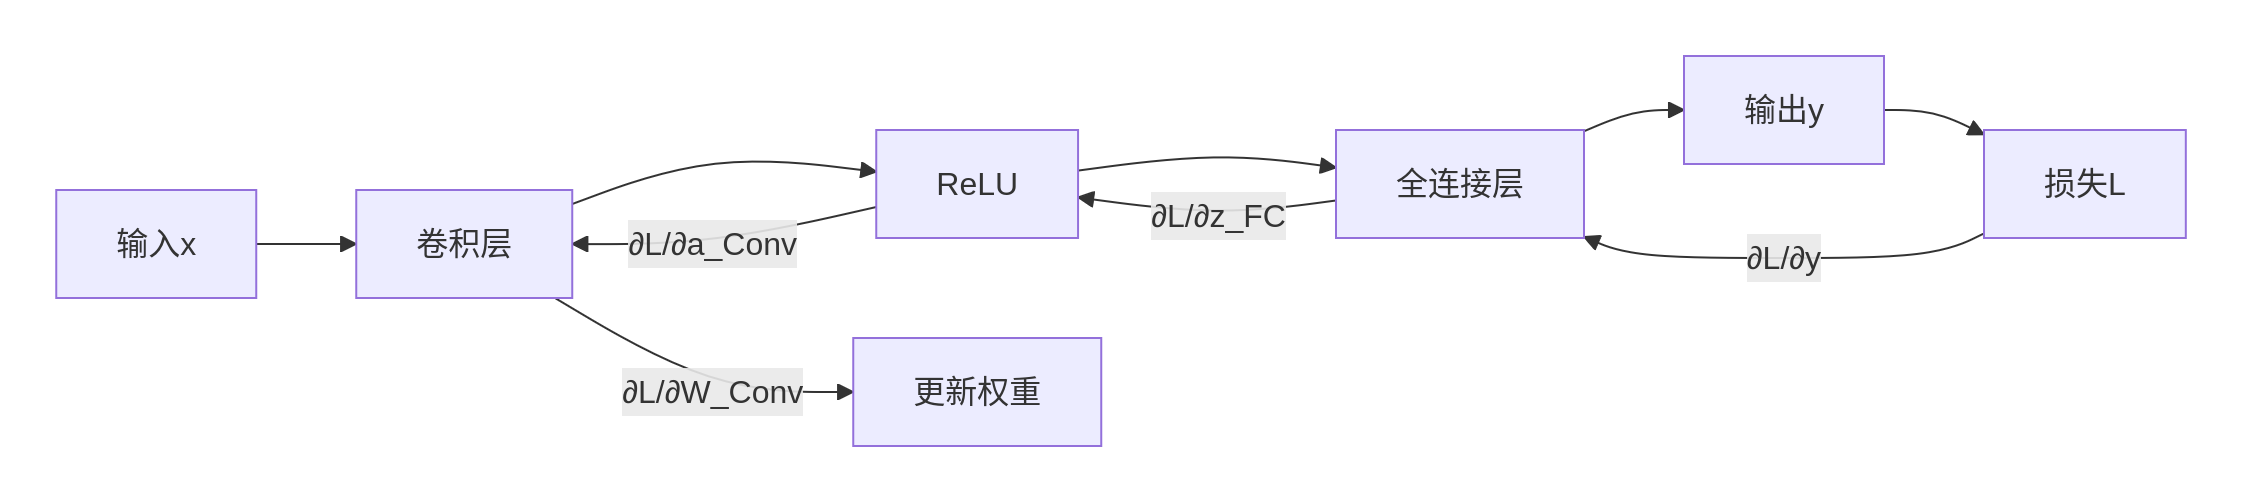 输入x
卷积层
ReLU
全连接层
输出y
损失L
∂L/∂a_Conv
∂L/∂z_FC
∂L/∂y
∂L/∂W_Conv
更新权重